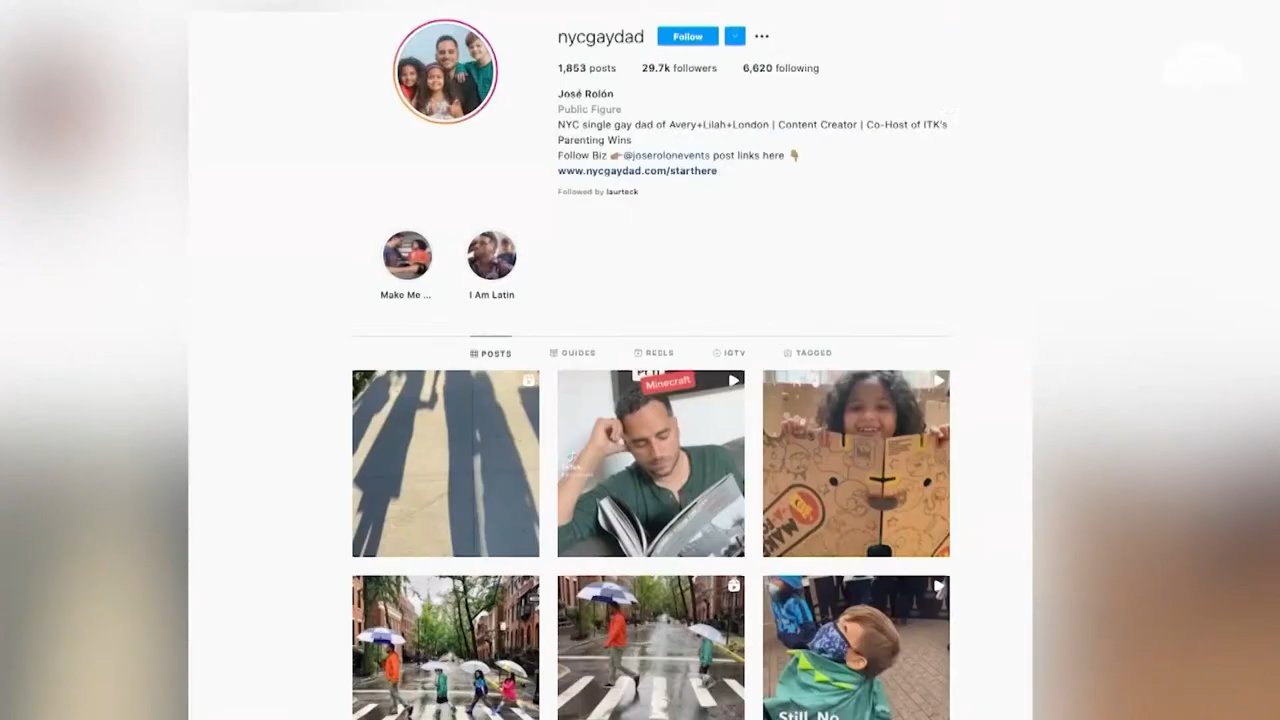 nycgaydad Follow
1,853 posts 29.7k followers 6,620 following
José Rolón
Public Figure
NYC single gay dad of Avery+Lilah+London | Content Creator | Co-Host of ITK's
Parenting Wins
Follow Biz 👉🏽@joserolonevents post links here 👇🏽
www.nycgaydad.com/starthere
Followed by laurteck
Make Me ... I Am Latin
POSTS GUIDES REELS IGTV TAGGED
Minecraft
Still, No